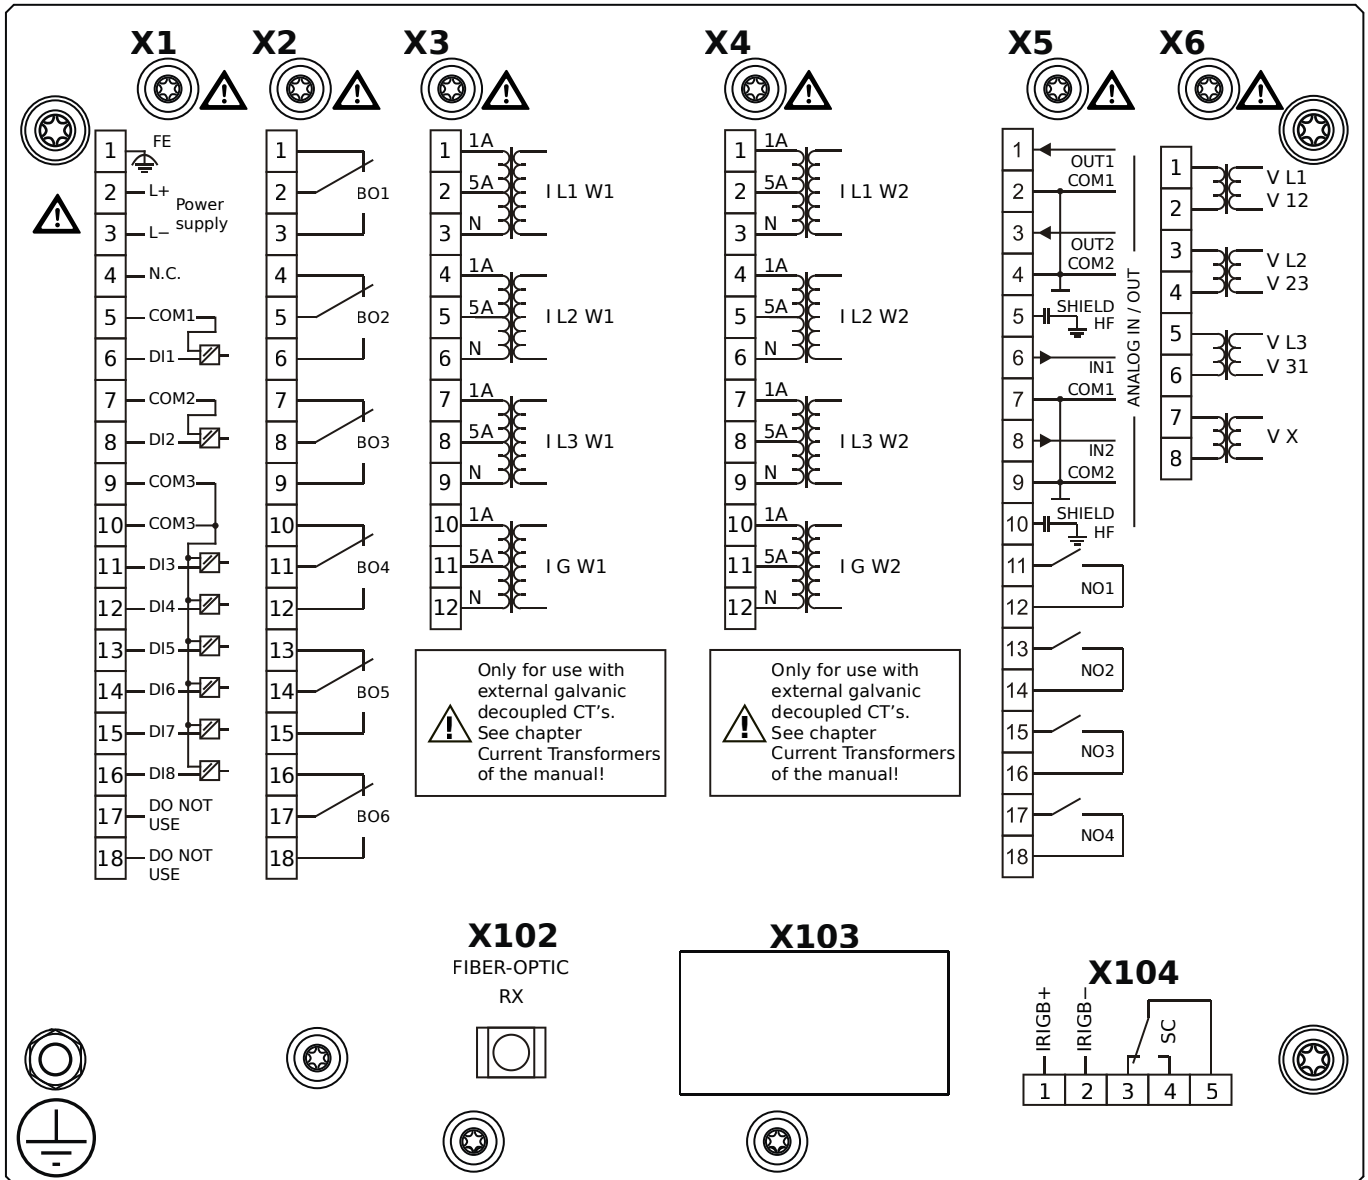 X1
X2
X3
X4
X5
X6
1
FE
2
L+
Power
supply
3
L−
4
N.C.
5
COM1
6
DI1
7
COM2
8
DI2
9
COM3
10
COM3
11
DI3
12
DI4
13
DI5
14
DI6
15
DI7
16
DI8
17
DO NOT
USE
18
DO NOT
USE
1
2
BO1
3
4
5
BO2
6
7
8
BO3
9
10
11
BO4
12
13
14
BO5
15
16
17
BO6
18
1
1A
2
5A
I L1 W1
3
N
4
1A
5
5A
I L2 W1
6
N
7
1A
8
5A
I L3 W1
9
N
10
1A
11
5A
I G W1
12
N
Only for use with
external galvanic
decoupled CT's.
See chapter
Current Transformers
of the manual!
1
1A
2
5A
I L1 W2
3
N
4
1A
5
5A
I L2 W2
6
N
7
1A
8
5A
I L3 W2
9
N
10
1A
11
5A
I G W2
12
N
Only for use with
external galvanic
decoupled CT's.
See chapter
Current Transformers
of the manual!
1
OUT1
2
COM1
3
OUT2
4
COM2
5
SHIELD
HF
6
IN1
7
COM1
8
IN2
9
COM2
10
SHIELD
HF
ANALOG IN / OUT
11
NO1
12
13
NO2
14
15
NO3
16
17
NO4
18
1
V L1
2
V 12
3
V L2
4
V 23
5
V L3
6
V 31
7
V X
8
X102
FIBER-OPTIC
RX
X103
X104
IRIGB+
IRIGB−
SC
1
2
3
4
5